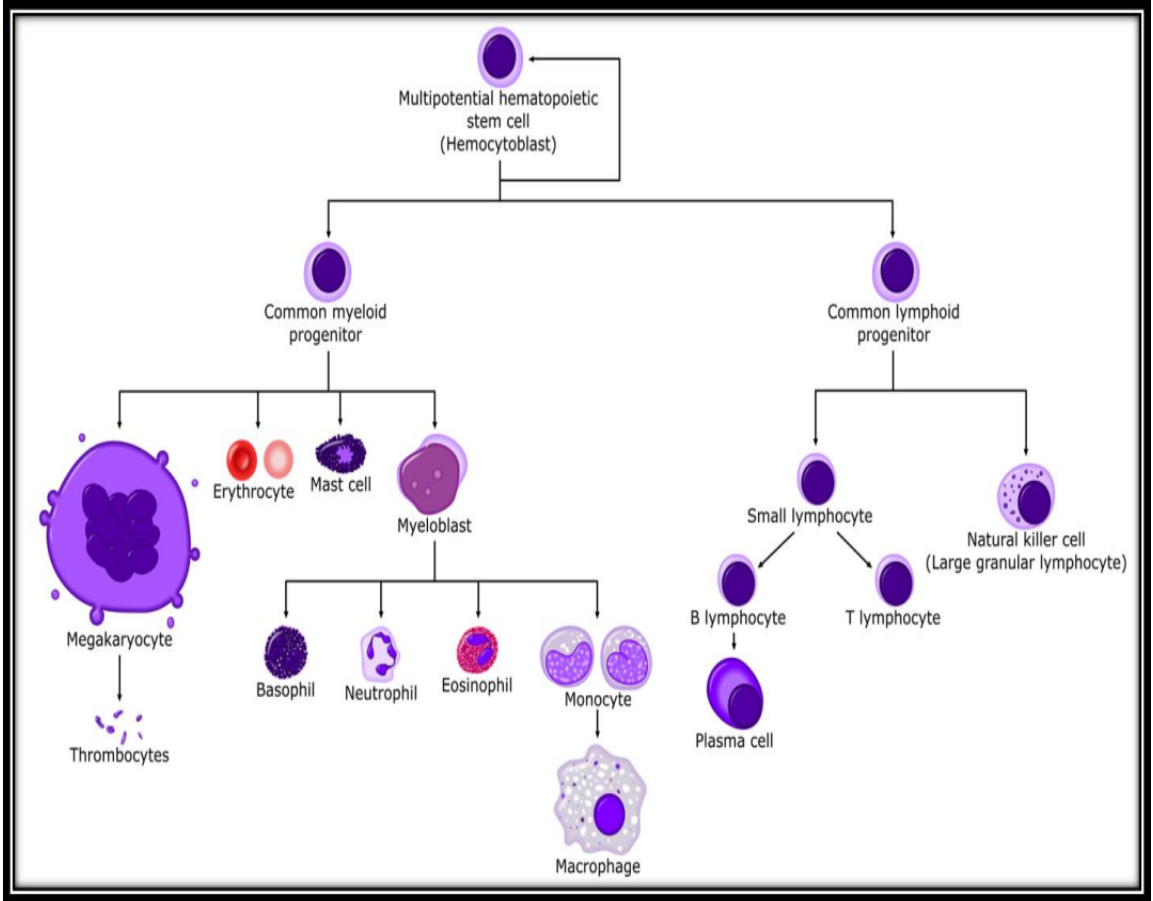 Multipotential hematopoietic
stem cell
(Hemocytoblast)
Common myeloid
progenitor
Common lymphoid
progenitor
Megakaryocyte
Thrombocytes
Erythrocyte
Mast cell
Myeloblast
Basophil
Neutrophil
Eosinophil
Monocyte
Macrophage
Small lymphocyte
Natural killer cell
(Large granular lymphocyte)
B lymphocyte
T lymphocyte
Plasma cell